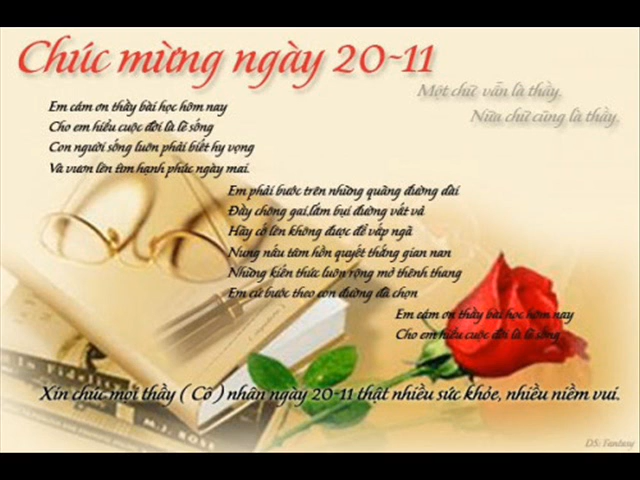 Chúc mừng ngày 20-11
Một chữ vẫn là thầy.
Nửa chữ cũng là thầy.
Em cám ơn thầy bài học hôm nay
Cho em hiểu cuộc đời là lẽ sống
Con người sống luôn phải biết hy vọng
Và vươn lên tìm hạnh phúc ngày mai.
Em phải bước trên những quãng đường dài
Đầy chông gai,lắm bụi đường vất vả
Hãy cố lên không được để vấp ngã
Nung nấu tâm hồn quyết thắng gian nan
Những kiến thức luôn rộng mở thênh thang
Em cứ bước theo con đường đã chọn
Em cám ơn thầy bài học hôm nay
Cho em hiểu cuộc đời là lẽ sống
Xin chúc mọi thầy ( Cô ) nhân ngày 20-11 thật nhiều sức khỏe, nhiều niềm vui.
M.J. ROSE
DS: Fantasy